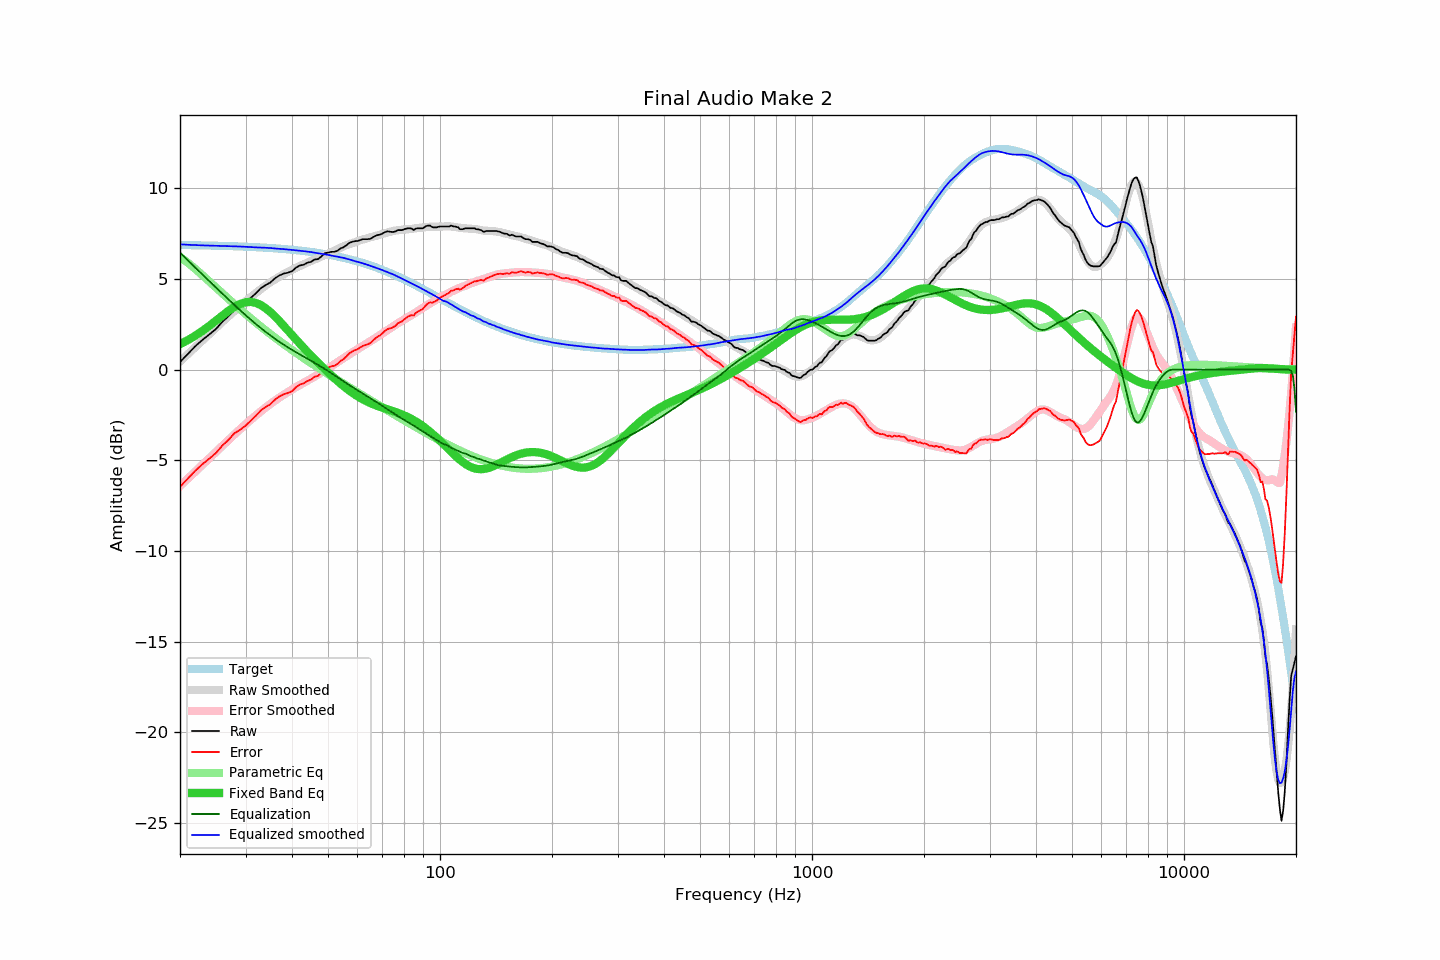 Final Audio Make 2
Amplitude (dBr)
10
5
0
−5
−10
−15
−20
−25
Target
Raw Smoothed
Error Smoothed
Raw
Error
Parametric Eq
Fixed Band Eq
Equalization
Equalized smoothed
100 1000 10000
Frequency (Hz)